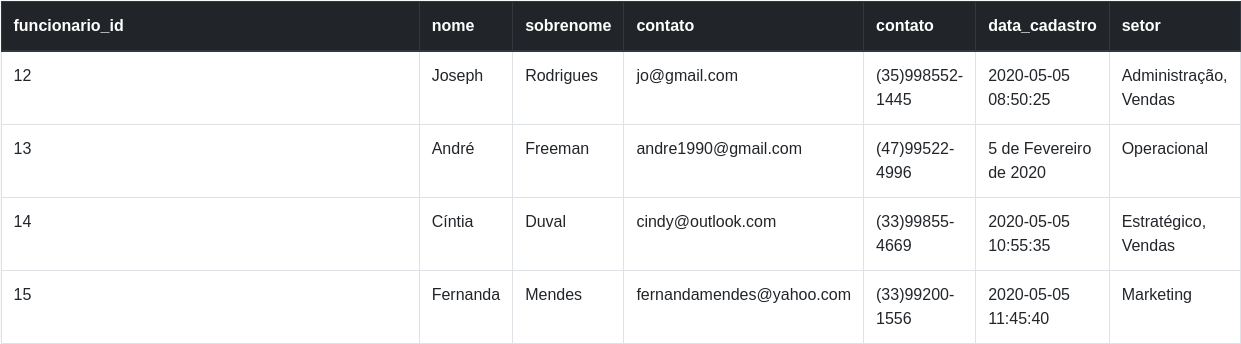 funcionario_id nome sobrenome contato contato data_cadastro setor
12 Joseph Rodrigues jo@gmail.com (35)998552- 2020-05-05 Administração,
1445 08:50:25 Vendas
13 André Freeman andre1990@gmail.com (47)99522- 5 de Fevereiro Operacional
4996 de 2020
14 Cíntia Duval cindy@outlook.com (33)99855- 2020-05-05 Estratégico,
4669 10:55:35 Vendas
15 Fernanda Mendes fernandamendes@yahoo.com (33)99200- 2020-05-05 Marketing
1556 11:45:40